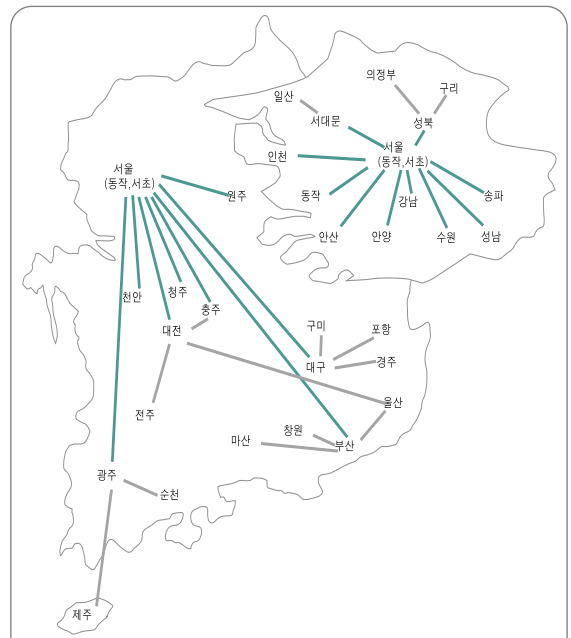 의정부
구리
일산
서대문
성북
서울
(동작,서초)
인천
동작
강남
송파
안산
안양
수원
성남
서울
(동작,서초)
원주
천안
청주
충주
대전
구미
포항
대구
경주
울산
전주
마산
창원
부산
광주
순천
제주